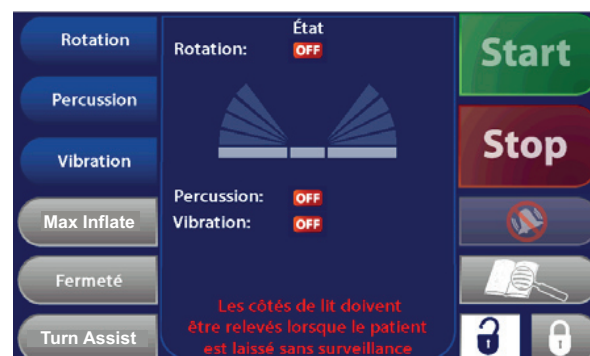 Rotation
Percussion
Vibration
Max Inflate
Fermeté
Turn Assist
État
Rotation: OFF
Percussion: OFF
Vibration: OFF
Les côtés de lit doivent
être relevés lorsque le patient
est laissé sans surveillance
Start
Stop